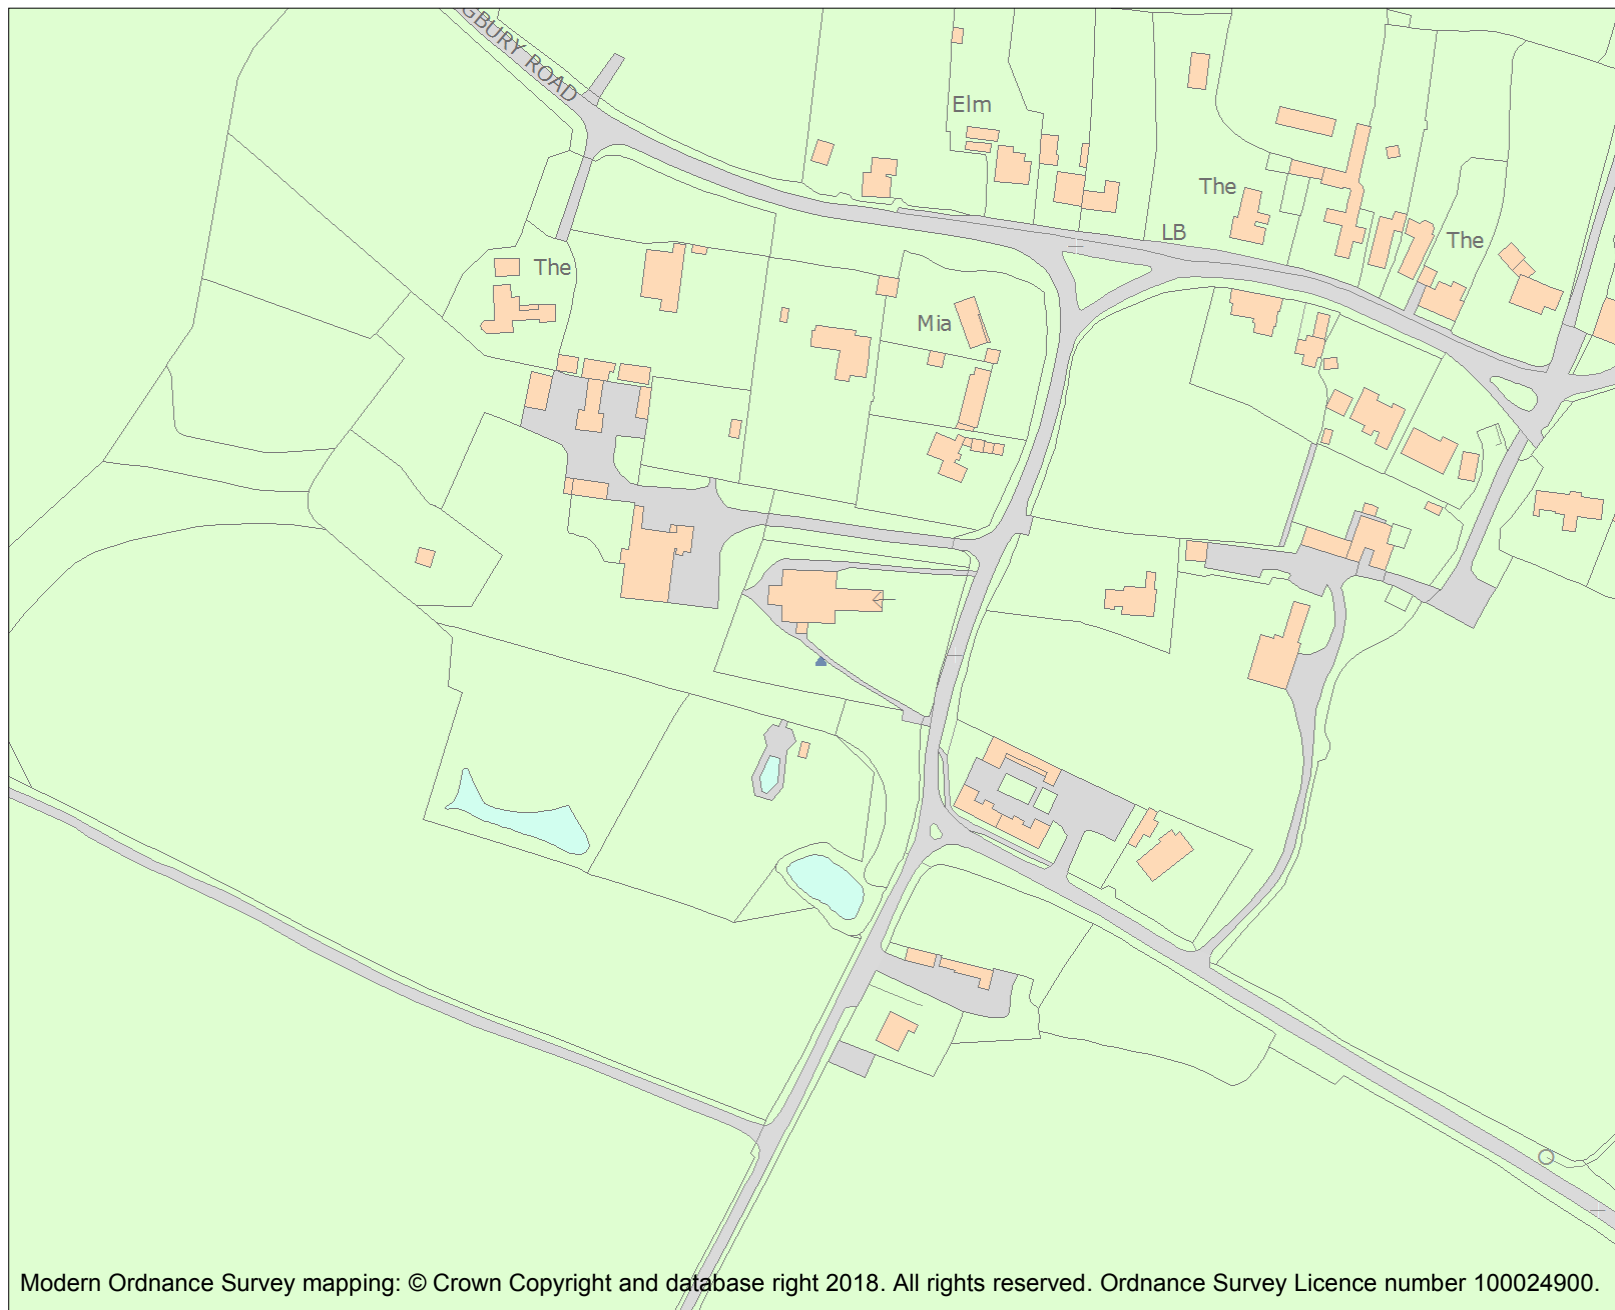 GBURY ROAD
Elm
The
LB
The
The
Mia
Modern Ordnance Survey mapping: © Crown Copyright and database right 2018. All rights reserved. Ordnance Survey Licence number 100024900.